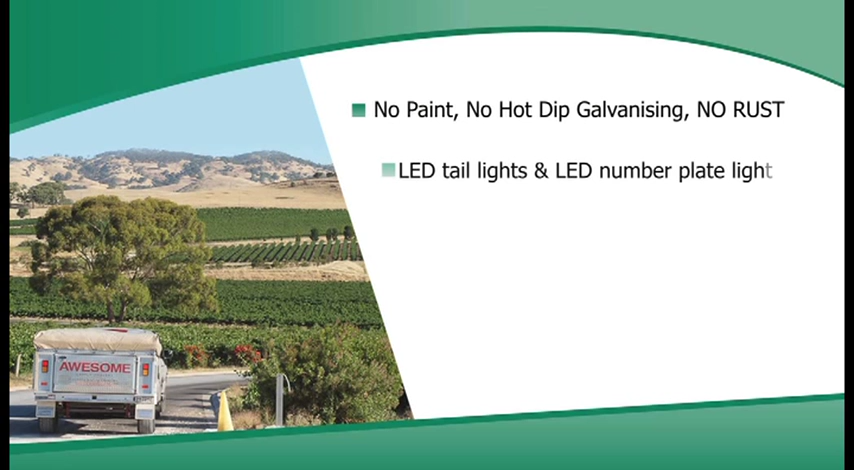 No Paint, No Hot Dip Galvanising, NO RUST
LED tail lights & LED number plate light
AWESOME